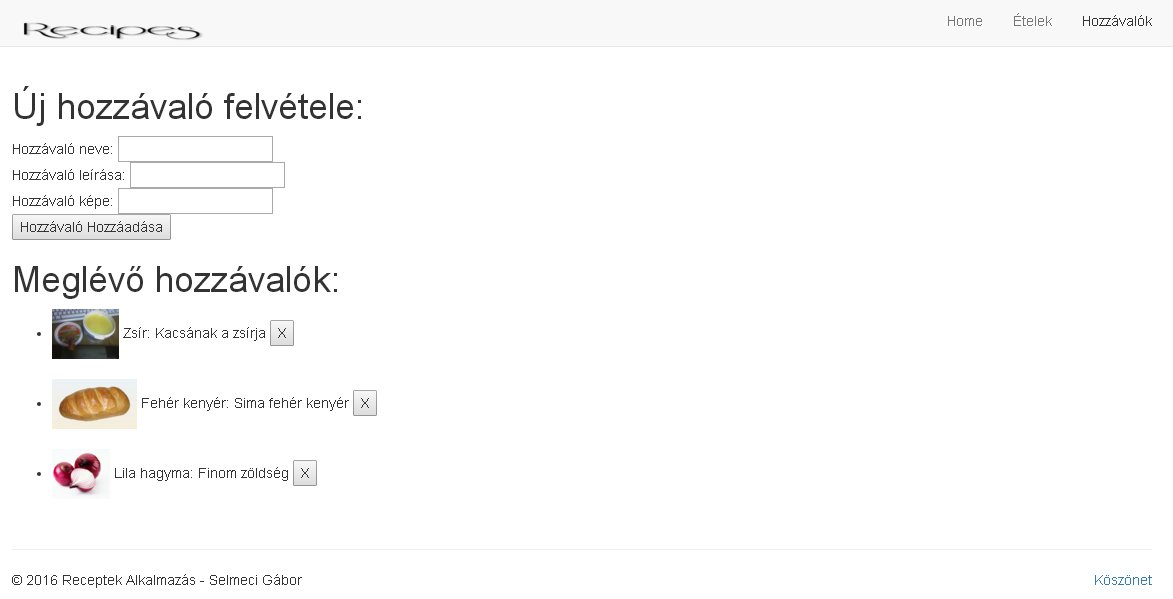 Recipes
Home Ételek Hozzávalók
Új hozzávaló felvétele:
Hozzávaló neve:
Hozzávaló leírása:
Hozzávaló képe:
Hozzávaló Hozzáadása
Meglévő hozzávalók:
Zsír: Kacsának a zsírja X
Fehér kenyér: Sima fehér kenyér X
Lila hagyma: Finom zöldség X
© 2016 Receptek Alkalmazás - Selmeci Gábor
Köszönet